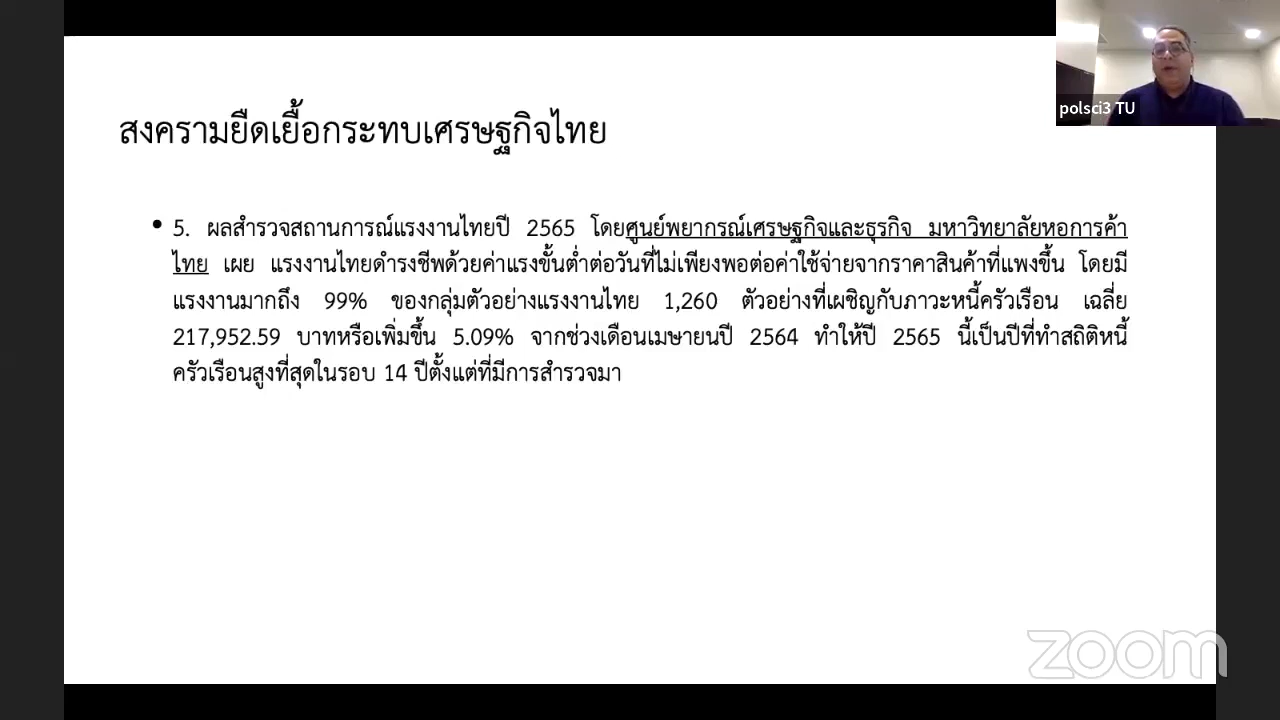 polsci3 TU
สงครามยืดเยื้อกระทบเศรษฐกิจไทย
• 5. ผลสำรวจสถานการณ์แรงงานไทยปี 2565 โดยศูนย์พยากรณ์เศรษฐกิจและธุรกิจ มหาวิทยาลัยหอการค้า
ไทย เผย แรงงานไทยดำรงชีพด้วยค่าแรงขั้นต่ำต่อวันที่ไม่เพียงพอต่อค่าใช้จ่ายจากราคาสินค้าที่แพงขึ้น โดยมี
แรงงานมากถึง 99% ของกลุ่มตัวอย่างแรงงานไทย 1,260 ตัวอย่างที่เผชิญกับภาวะหนี้ครัวเรือน เฉลี่ย
217,952.59 บาทหรือเพิ่มขึ้น 5.09% จากช่วงเดือนเมษายนปี 2564 ทำให้ปี 2565 นี้เป็นปีที่ทำสถิติหนี้
ครัวเรือนสูงที่สุดในรอบ 14 ปีตั้งแต่ที่มีการสำรวจมา
zoom